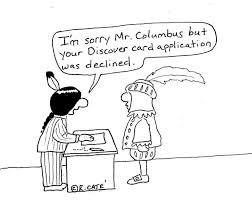 I'm sorry Mr. Columbus but
your Discover card application
was declined.
©R.CATE'